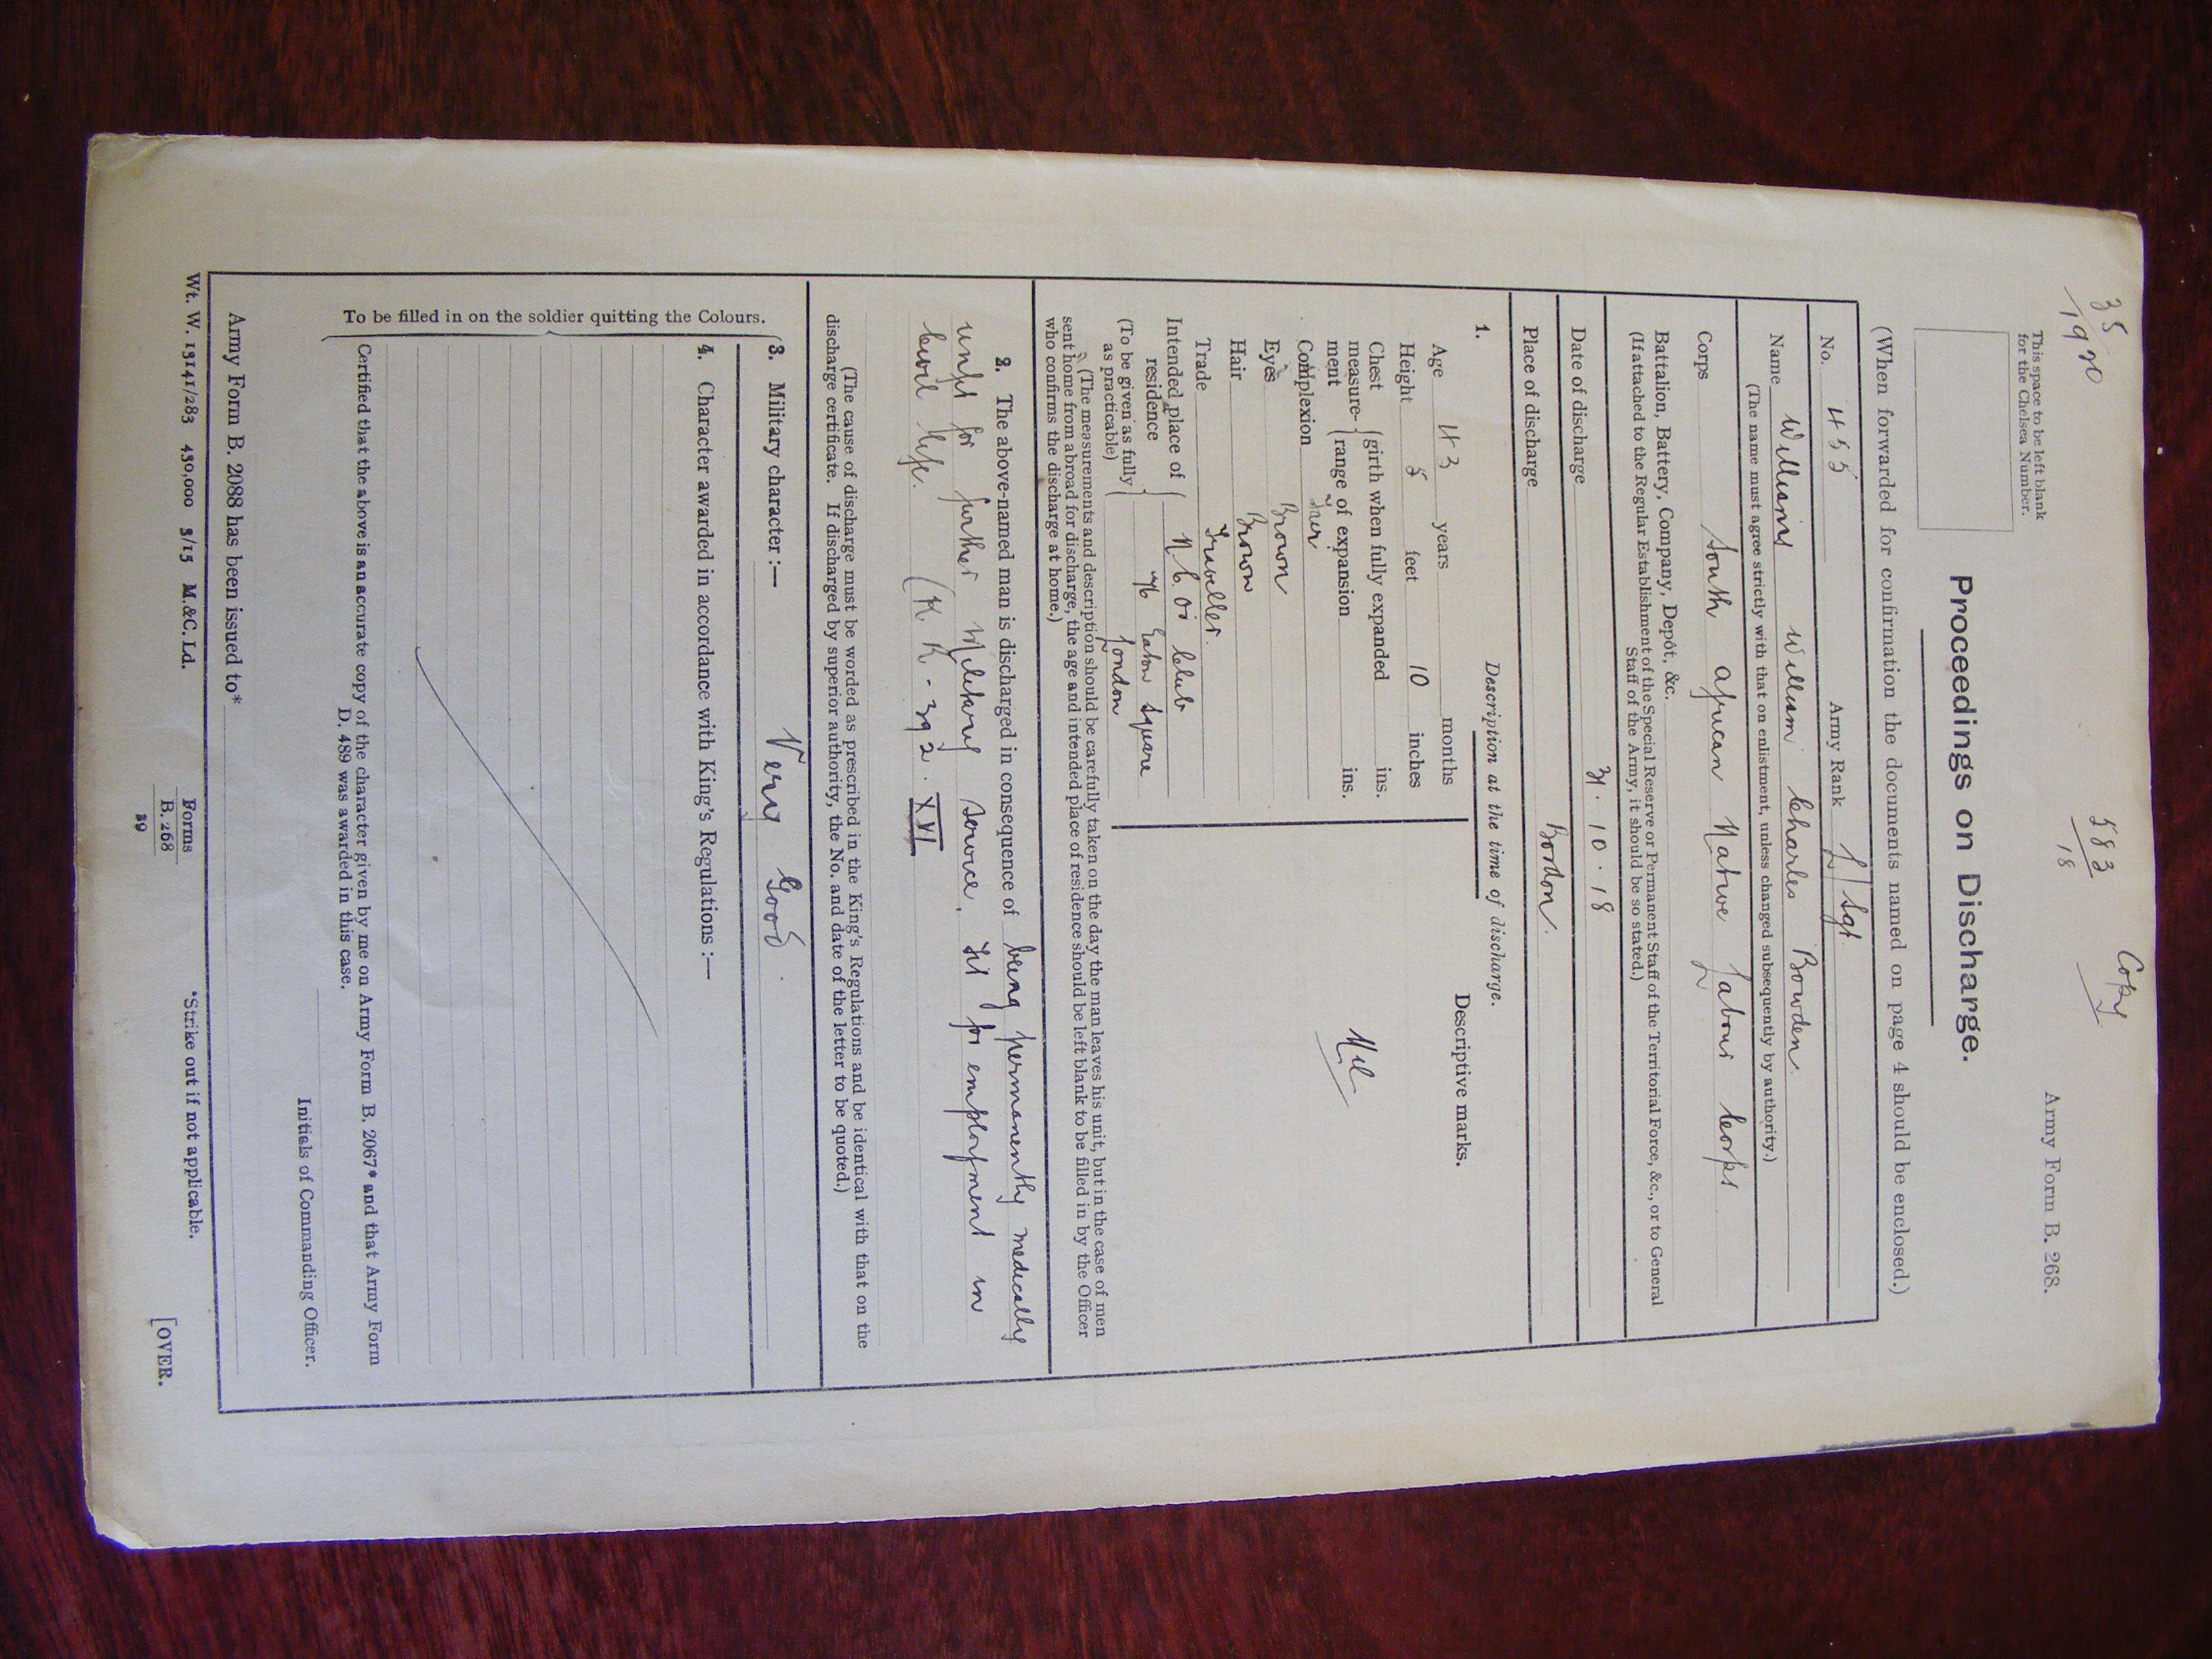 35
1920
583
18
Copy
This space to be left blank
for the Chelsea Number.
Army Form B. 268.
Proceedings on Discharge.
(When forwarded for confirmation the documents named on page 4 should be enclosed.)
No. 455 Army Rank L/Sgt.
Name Williams William Charles Bowden.
(The name must agree strictly with that on enlistment, unless changed subsequently by authority.)
Corps South African Native Labour Corps
Battalion, Battery, Company, Depôt, &c.
(If attached to the Regular Establishment of the Special Reserve or Permanent Staff of the Territorial Force, &c., or to General
Staff of the Army, it should be so stated.)
Date of discharge 31. 10. 18
Place of discharge Bordon.
1. Description at the time of discharge.
Age 43 years months
Height 5 feet 10 inches
Chest measurement { girth when fully expanded ins.
range of expansion ins.
Complexion
Eyes Brown
Hair Brown
Trade Traveller.
Intended place of residence N.C.O's Club
Eaton Square
London
(To be given as fully
as practicable)
Descriptive marks.
Nil
(The measurements and description should be carefully taken on the day the man leaves his unit, but in the case of men
sent home from abroad for discharge, the age and intended place of residence should be left blank to be filled in by the Officer
who confirms the discharge at home.)
2. The above-named man is discharged in consequence of being permanently medically
unfit for further Military service. Fit for employment in
Civil life. (K. R. 392. XVI
(The cause of discharge must be worded as prescribed in the King's Regulations and be identical with that on the
discharge certificate. If discharged by superior authority, the No. and date of the letter to be quoted.)
To be filled in on the soldier quitting the Colours.
3. Military character :— Very Good.
4. Character awarded in accordance with King's Regulations :—
Certified that the above is an accurate copy of the character given by me on Army Form B. 2067* and that Army Form
D. 489 was awarded in this case.
Initials of Commanding Officer.
Army Form B. 2088 has been issued to*
*Strike out if not applicable.
Wt. W. 13141/283 430,000 3/15 M.&C. Ld.
Forms
B. 268
19
[OVER.